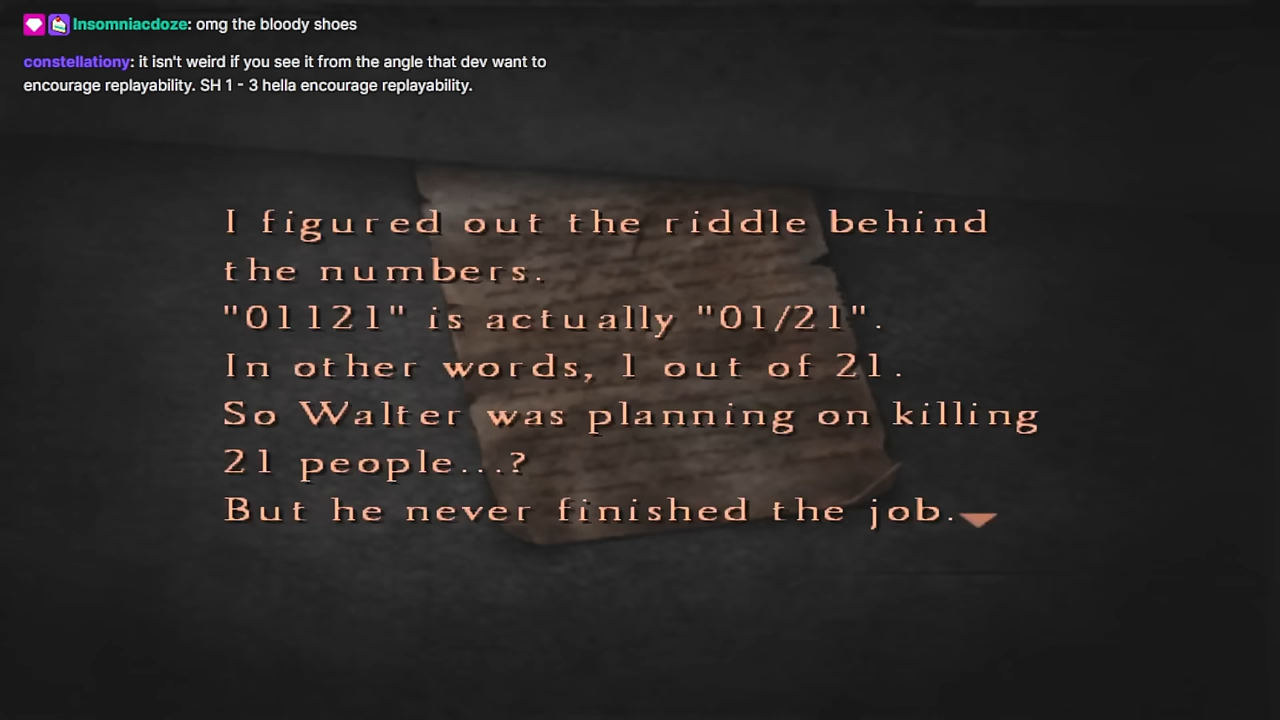 Insomniacdoze: omg the bloody shoes
constellationy: it isn't weird if you see it from the angle that dev want to
encourage replayability. SH 1 - 3 hella encourage replayability.
I figured out the riddle behind
the numbers.
"01121" is actually "01/21".
In other words, 1 out of 21.
So Walter was planning on killing
21 people...?
But he never finished the job.